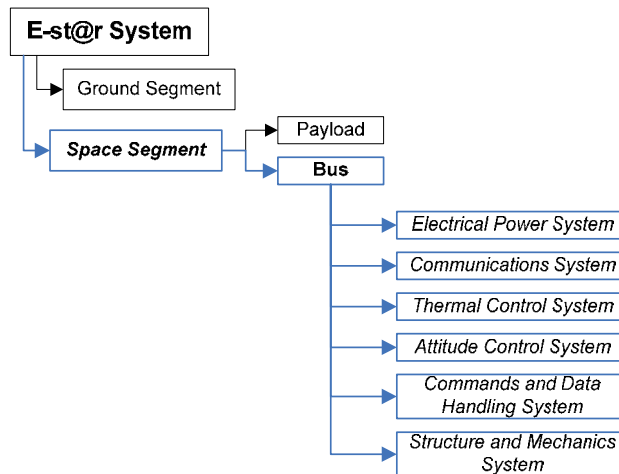 E-st@r System
Ground Segment
Payload
Space Segment
Bus
Electrical Power System
Communications System
Thermal Control System
Attitude Control System
Commands and Data
Handling System
Structure and Mechanics
System